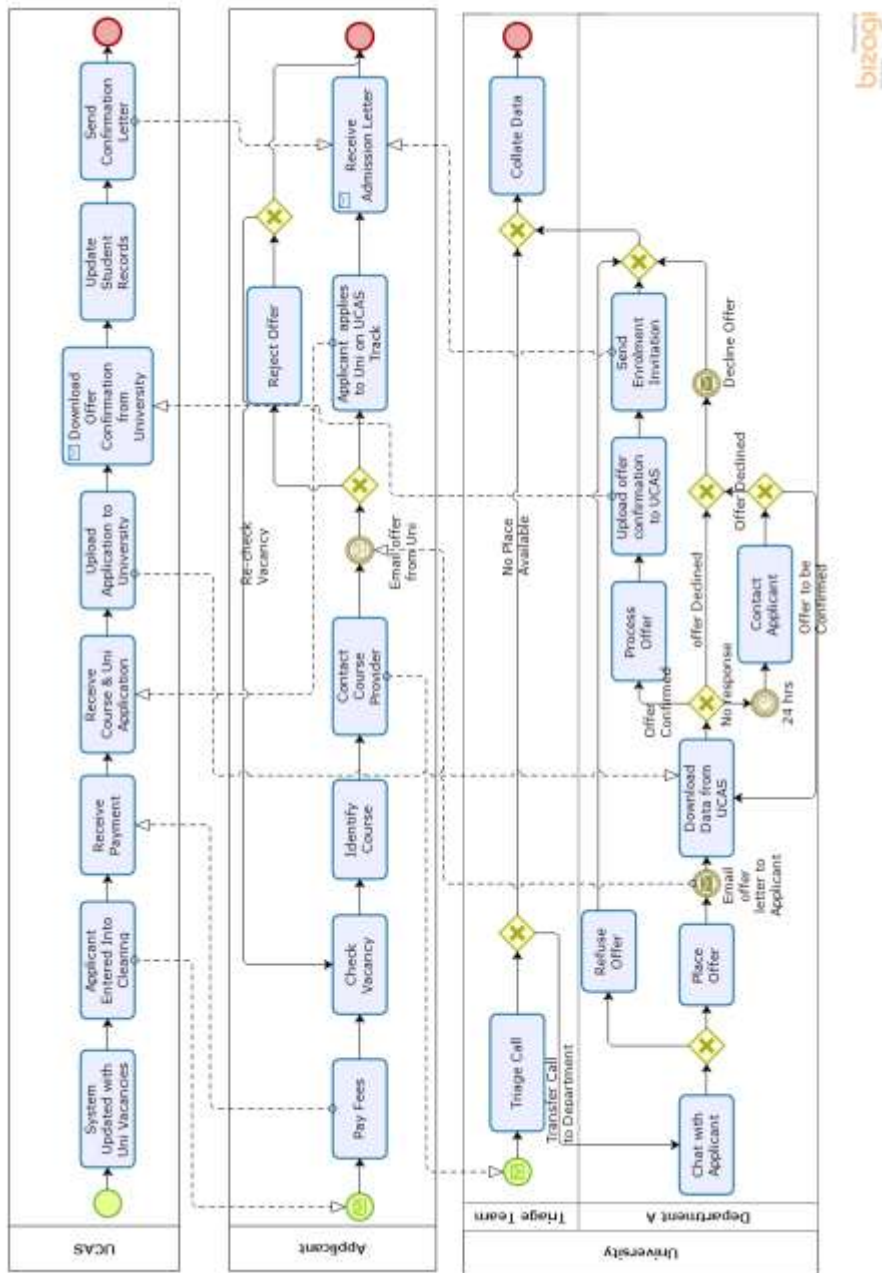 UCAS
System
Updated with
Uni Vacancies
Applicant
Entered Into
Clearing
Receive
Payment
Receive
Course & Uni
Application
Upload
Application to
University
Download
Offer
Confirmation
from
University
Update
Student
Records
Send
Confirmation
Letter
Applicant
Pay Fees
Check
Vacancy
Identify
Course
Contact
Course
Provider
Email offer
from Uni
Re-check
Vacancy
Reject Offer
Applicant applies
to Uni on UCAS
Track
Receive
Admission Letter
University
Triage Team
Triage Call
Transfer Call
to Department
No Place
Available
Collate Data
Department A
Chat with
Applicant
Refuse
Offer
Place
Offer
Email
offer
letter to
Applicant
Download
Data from
UCAS
Offer
Confirmed
No response
24 hrs
offer Declined
Process
Offer
Contact
Applicant
Offer to be
Confirmed
Offer Declined
Upload offer
confirmation
to UCAS
Send
Enrolment
Invitation
Decline Offer
Powered by
bizagi